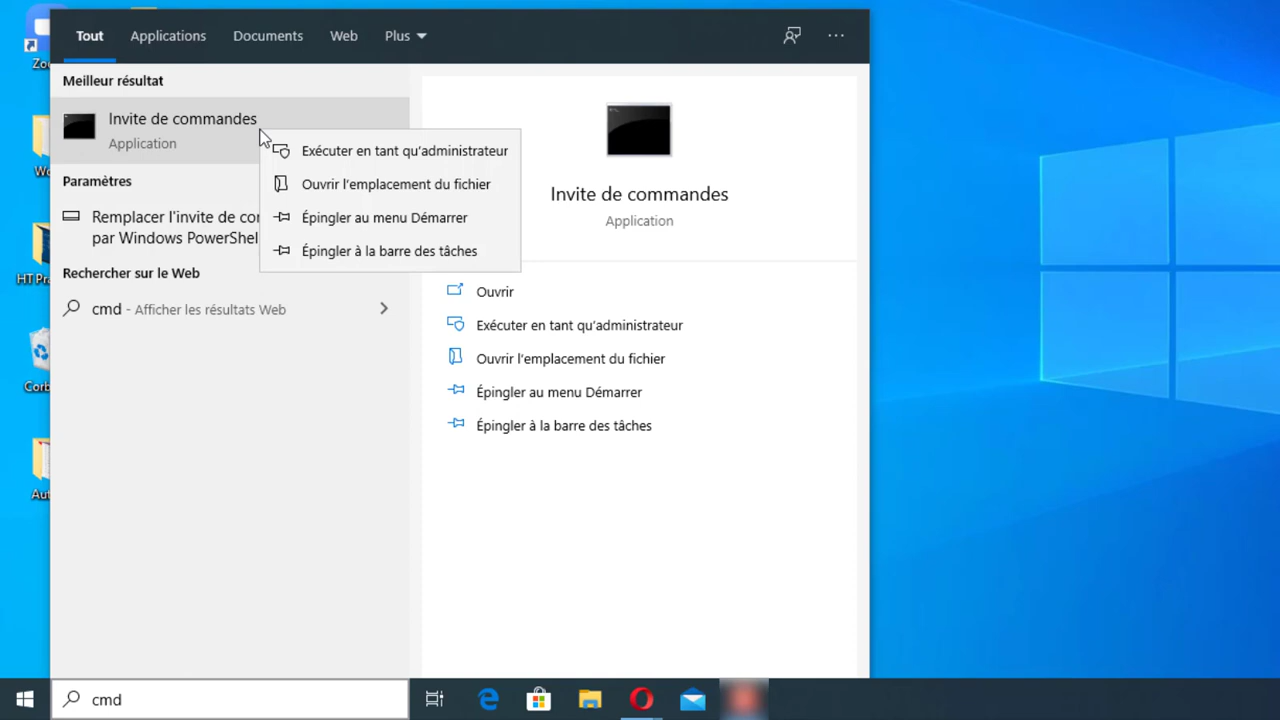 Tout
Applications
Documents
Web
Plus
Meilleur résultat
Invite de commandes
Application
Exécuter en tant qu'administrateur
Ouvrir l'emplacement du fichier
Épingler au menu Démarrer
Épingler à la barre des tâches
Paramètres
Remplacer l'invite de
par Windows PowerShell
Rechercher sur le Web
cmd - Afficher les résultats Web
Invite de commandes
Application
Ouvrir
Exécuter en tant qu'administrateur
Ouvrir l'emplacement du fichier
Épingler au menu Démarrer
Épingler à la barre des tâches
cmd